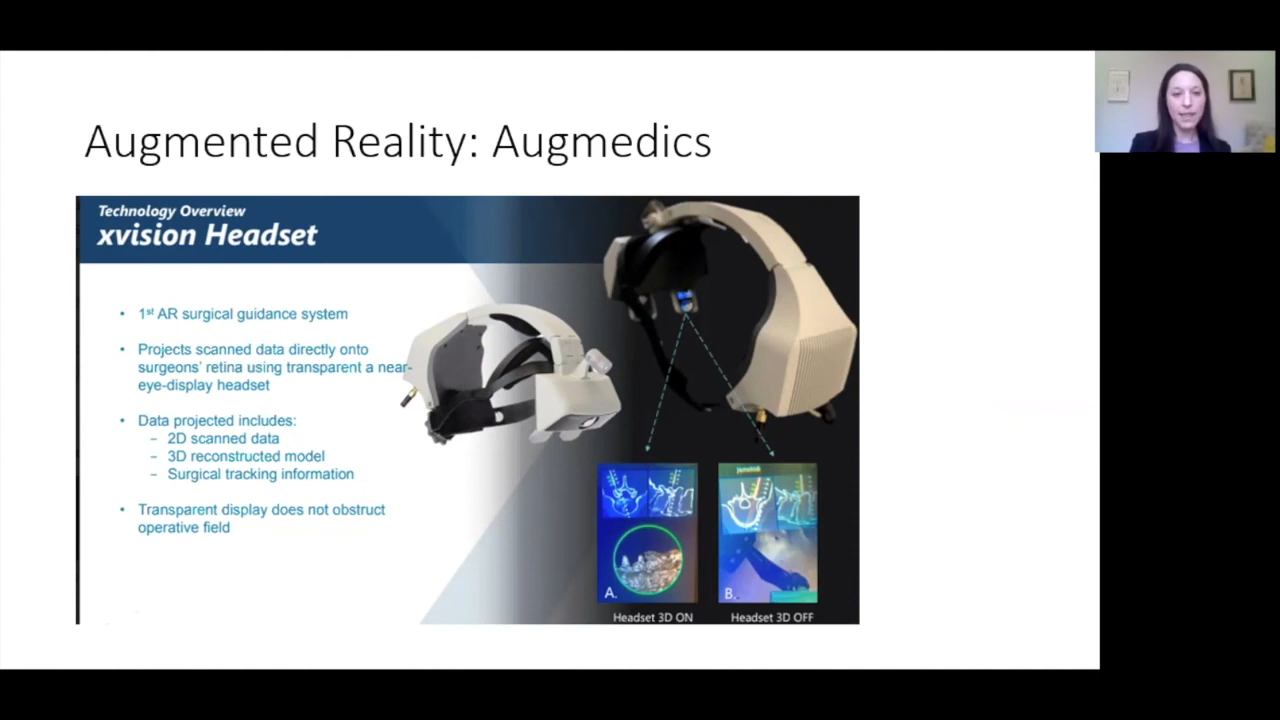 Augmented Reality: Augmedics
Technology Overview
xvision Headset
• 1st AR surgical guidance system
• Projects scanned data directly onto
surgeons' retina using transparent a near-
eye-display headset
• Data projected includes:
– 2D scanned data
– 3D reconstructed model
– Surgical tracking information
• Transparent display does not obstruct
operative field
A.
B.
Headset 3D ON
Headset 3D OFF